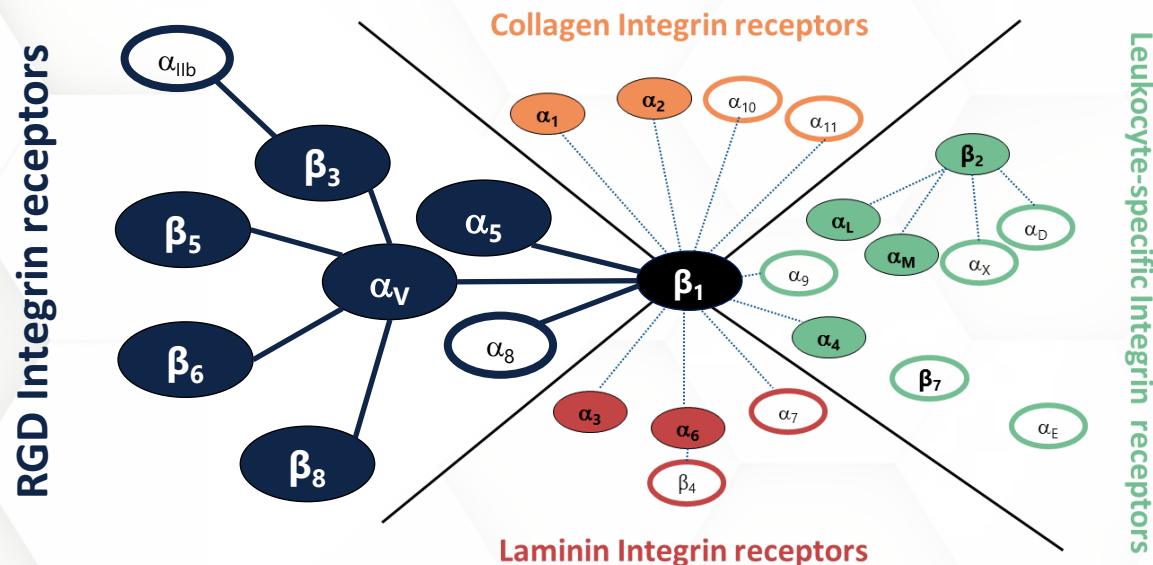 RGD Integrin receptors
Collagen Integrin receptors
Leukocyte-specific Integrin receptors
Laminin Integrin receptors
αIIb
β3
β5
αV
β6
β8
α5
α8
β1
α1
α2
α10
α11
β2
αL
αM
αX
αD
α9
α4
β7
αE
α3
α6
α7
β4